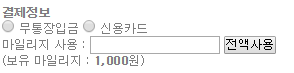 결제정보
무통장입금 신용카드
마일리지 사용 : 전액사용
(보유 마일리지 : 1,000원)